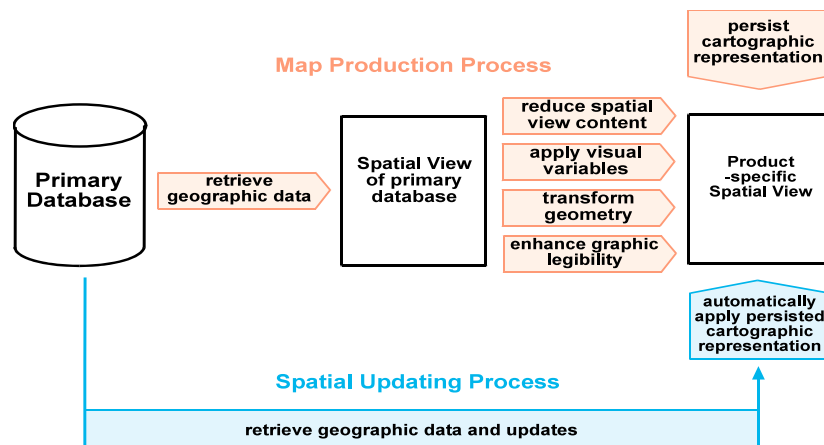 persist
cartographic
representation
Map Production Process
Primary
Database
retrieve
geographic data
Spatial View
of primary
database
reduce spatial
view content
apply visual
variables
transform
geometry
enhance graphic
legibility
Product
-specific
Spatial View
automatically
apply persisted
cartographic
representation
Spatial Updating Process
retrieve geographic data and updates